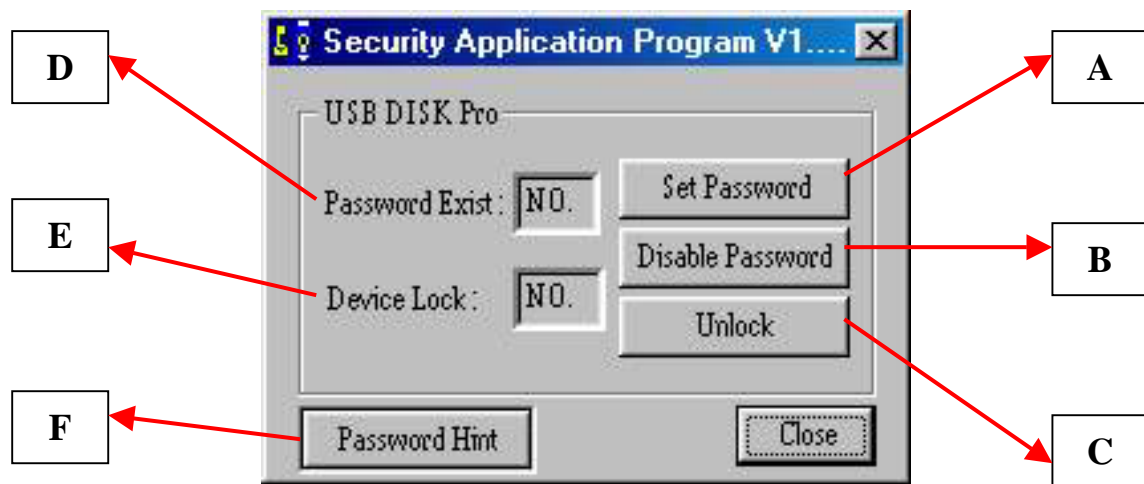 Security Application Program V1....
D
A
USB DISK Pro
Password Exist : NO.
Set Password
E
Disable Password
B
Device Lock : NO.
Unlock
F
Password Hint
Close
C